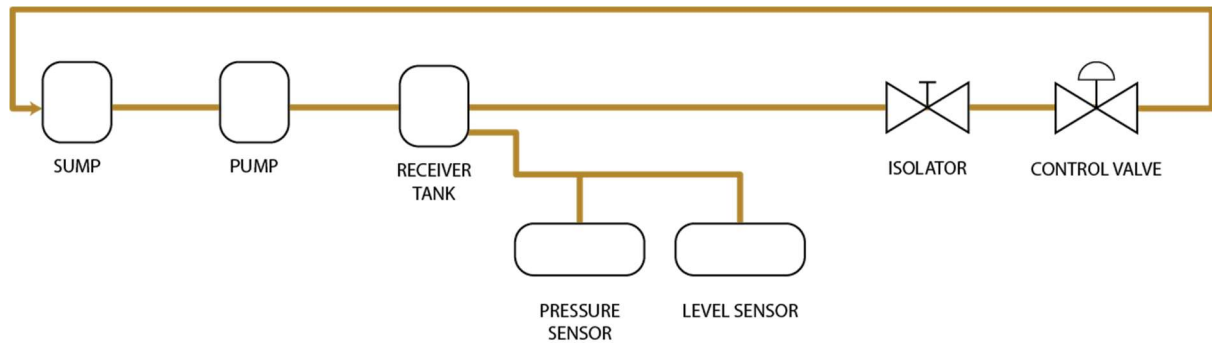 SUMP
PUMP
RECEIVER
TANK
ISOLATOR
CONTROL VALVE
PRESSURE
SENSOR
LEVEL SENSOR